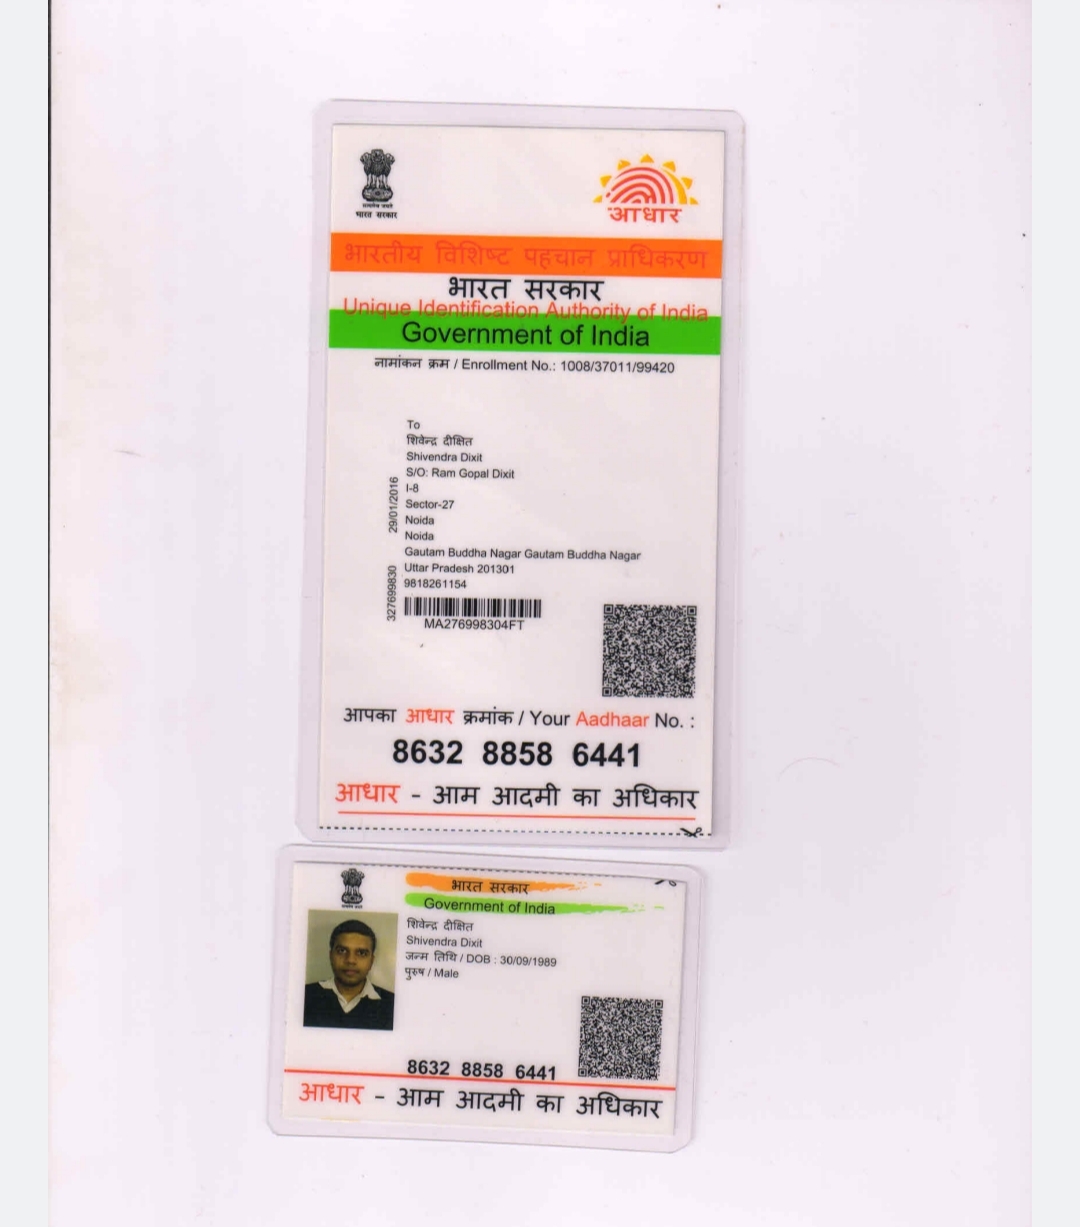 सत्यमेव जयते
भारत सरकार
आधार
भारतीय विशिष्ट पहचान प्राधिकरण
भारत सरकार
Unique Identification Authority of India
Government of India
नामांकन क्रम / Enrollment No.: 1008/37011/99420
To
शिवेन्द्र दीक्षित
Shivendra Dixit
S/O: Ram Gopal Dixit
I-8
Sector-27
Noida
Noida
Gautam Buddha Nagar Gautam Buddha Nagar
Uttar Pradesh 201301
9818261154
29/01/2016
327699830
MA276998304FT
आपका आधार क्रमांक / Your Aadhaar No. :
8632 8858 6441
आधार - आम आदमी का अधिकार
भारत सरकार
Government of India
शिवेन्द्र दीक्षित
Shivendra Dixit
जन्म तिथि / DOB : 30/09/1989
पुरुष / Male
8632 8858 6441
आधार - आम आदमी का अधिकार